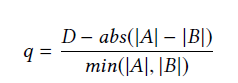 q = D − abs(|A| − |B|) / min(|A|, |B|)